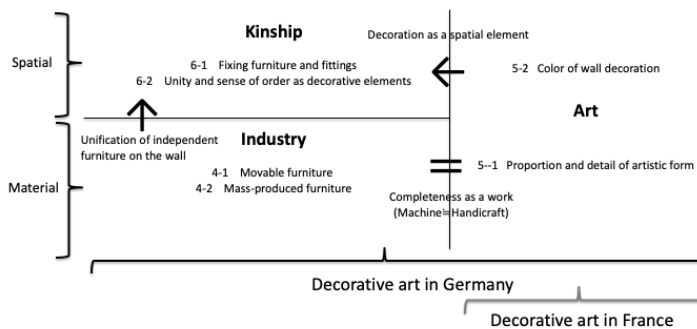 Kinship
Decoration as a spatial element
Spatial
6-1 Fixing furniture and fittings
6-2 Unity and sense of order as decorative elements
5-2 Color of wall decoration
Art
Unification of independent
furniture on the wall
Industry
Material
4-1 Movable furniture
4-2 Mass-produced furniture
5--1 Proportion and detail of artistic form
Completeness as a work
(Machine≒Handicraft)
Decorative art in Germany
Decorative art in France